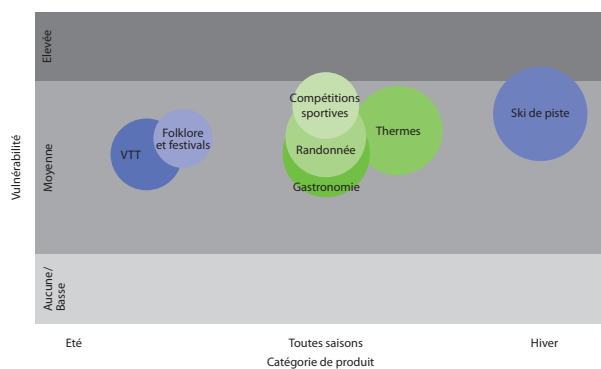 Vulnérabilité
Elevée
Moyenne
Aucune/
Basse
Compétitions
sportives
Folklore
et festivals
VTT
Randonnée
Gastronomie
Thermes
Ski de piste
Eté
Toutes saisons
Hiver
Catégorie de produit